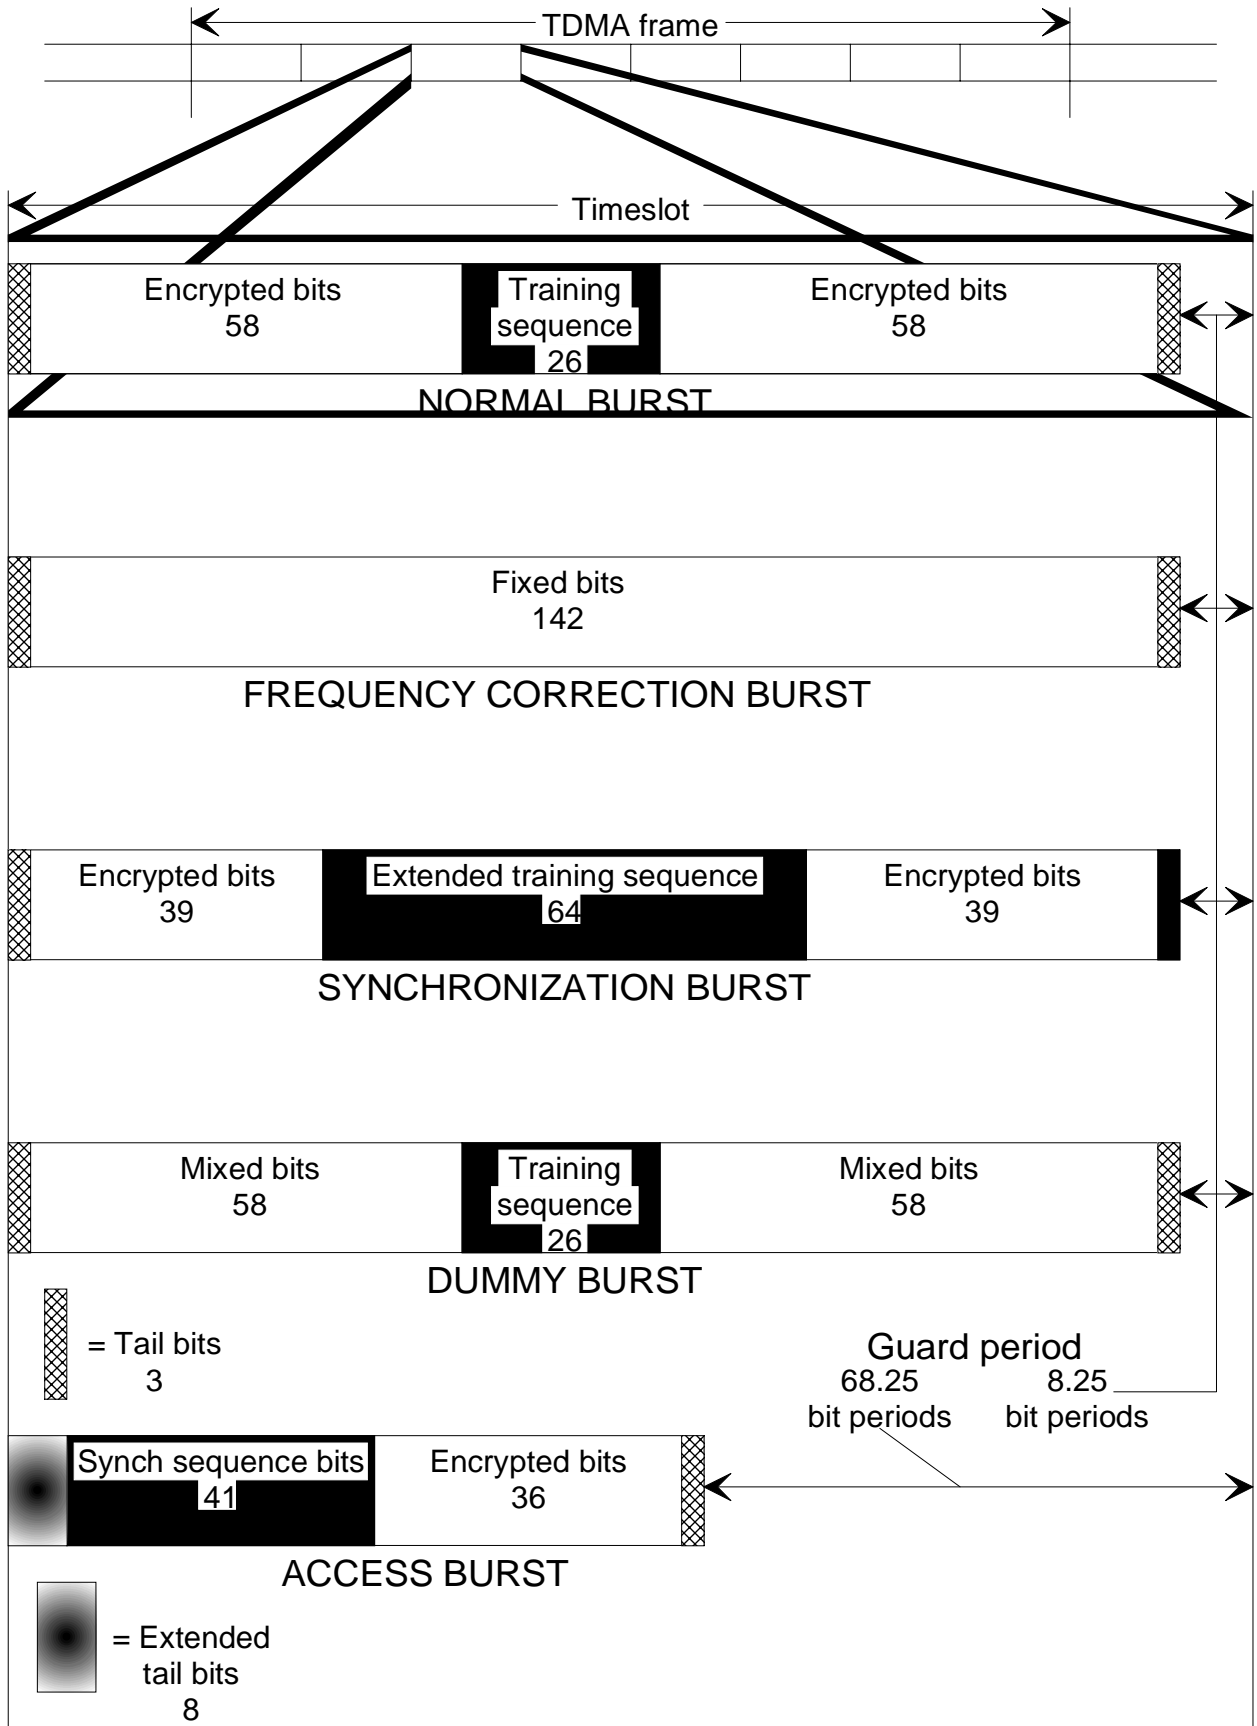 TDMA frame
Timeslot
Encrypted bits
58
Training
sequence
26
Encrypted bits
58
NORMAL BURST
Fixed bits
142
FREQUENCY CORRECTION BURST
Encrypted bits
39
Extended training sequence
64
Encrypted bits
39
SYNCHRONIZATION BURST
Mixed bits
58
Training
sequence
26
Mixed bits
58
DUMMY BURST
= Tail bits
3
Guard period
68.25
bit periods
8.25
bit periods
Synch sequence bits
41
Encrypted bits
36
ACCESS BURST
= Extended
tail bits
8